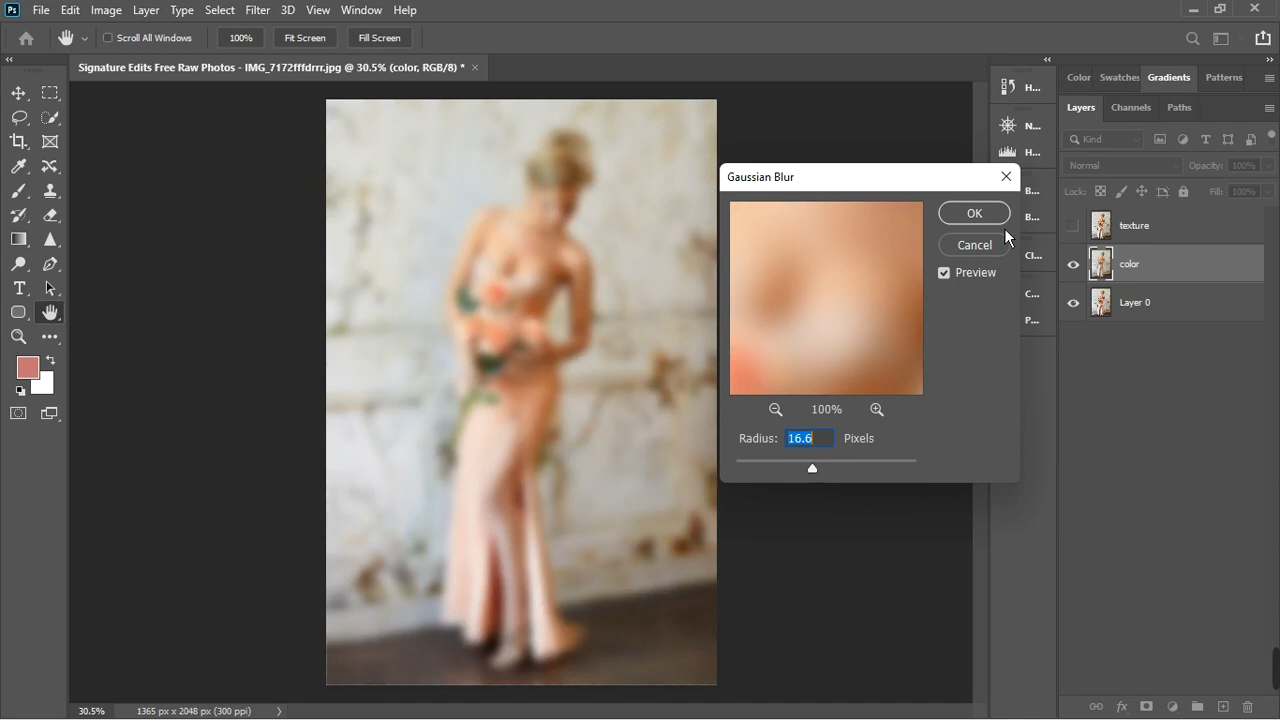 Ps File Edit Image Layer Type Select Filter 3D View Window Help
Scroll All Windows 100% Fit Screen Fill Screen
Signature Edits Free Raw Photos - IMG_7172fffdrrr.jpg @ 30.5% (color, RGB/8) * ×
Color Swatches Gradients Patterns
H...
Layers Channels Paths
N...
Kind
H...
Normal Opacity: 100%
Gaussian Blur
B...
Lock: Fill: 100%
OK
B...
texture
Cancel
Cl...
color
Preview
C...
Layer 0
P...
100%
Radius: 16.6 Pixels
30.5% 1365 px x 2048 px (300 ppi)